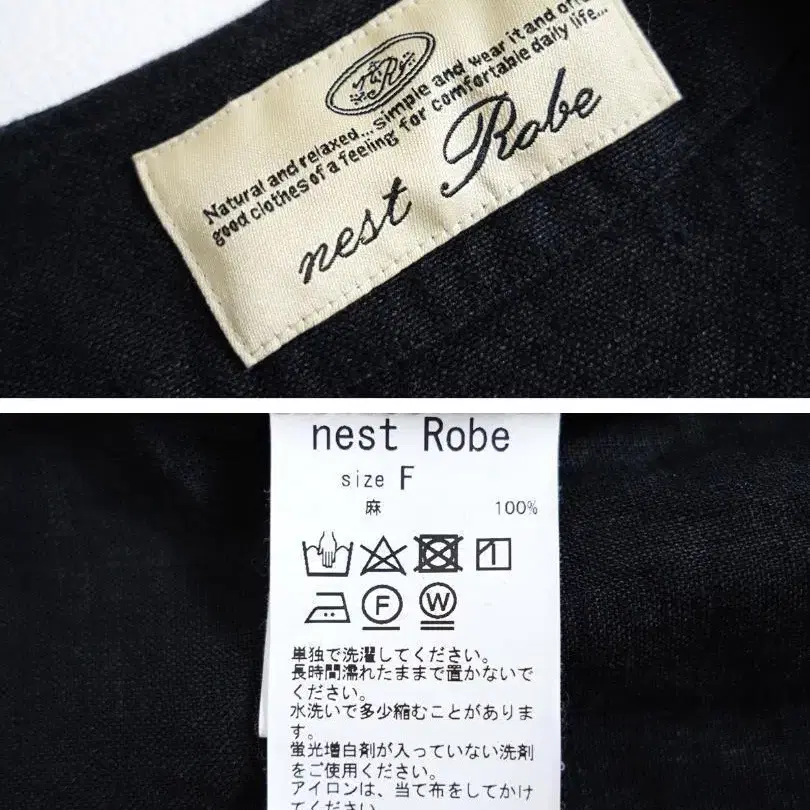 Natural and relaxed...simple and wear it and
good clothes of a feeling for comfortable daily life...
nest Robe
nest Robe
size F
麻 100%
F W
単独で洗濯してください。
長時間濡れたままで置かないで
ください。
水洗いで多少縮むことがありま
す。
蛍光増白剤が入っていない洗剤
をご使用ください。
アイロンは、当て布をしてかけ
てください。